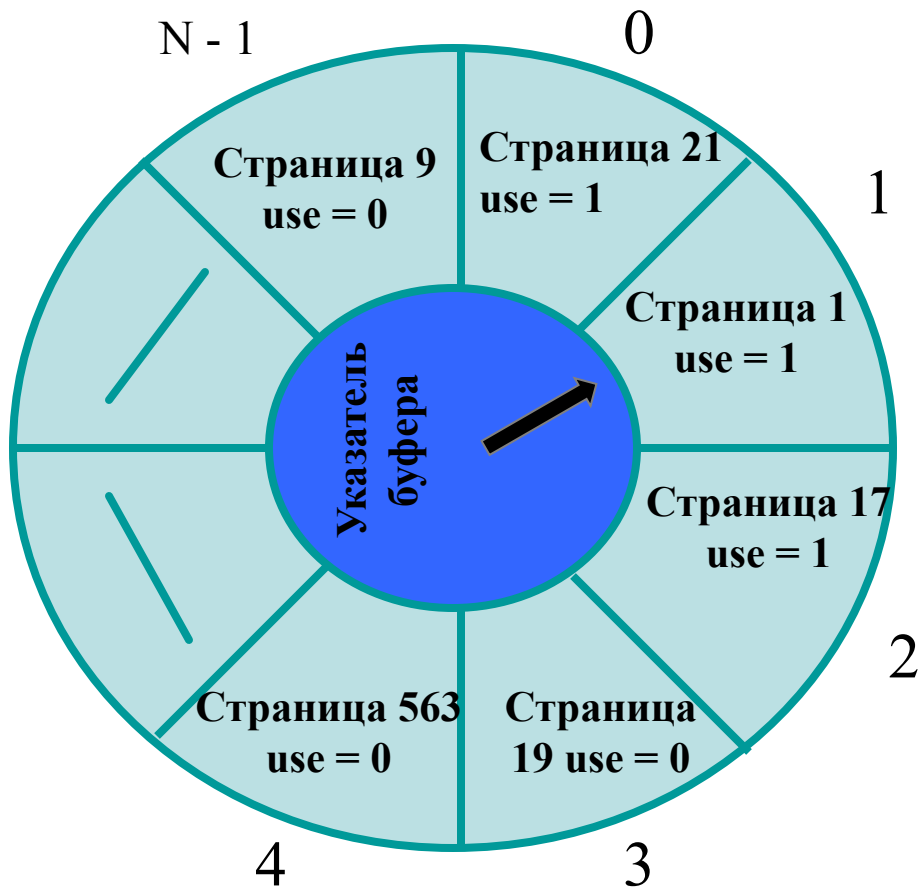 N - 1
0
Страница 9
use = 0
Страница 21
use = 1
1
Страница 1
use = 1
Указатель
буфера
Страница 17
use = 1
2
Страница 563
use = 0
Страница
19 use = 0
4
3